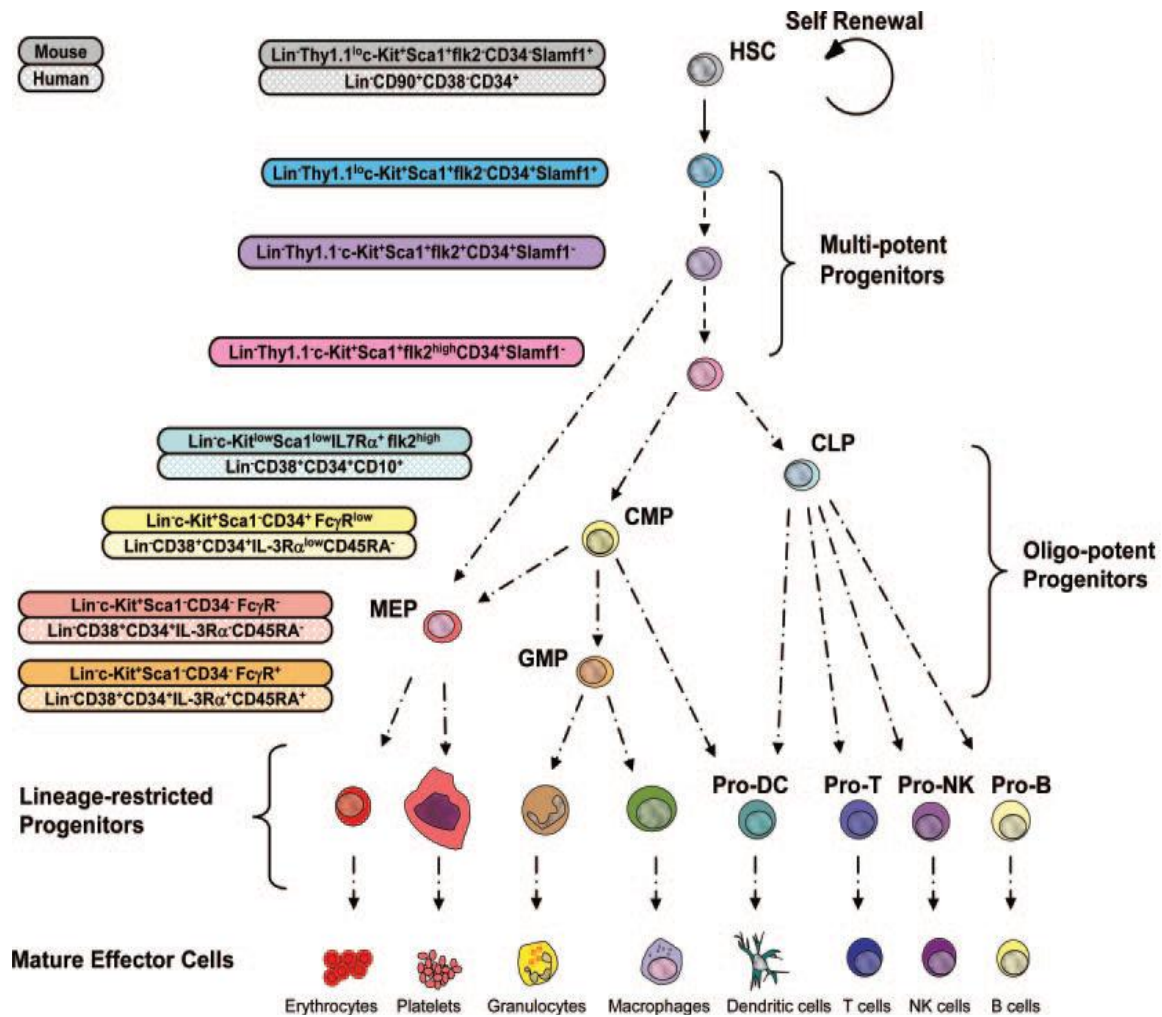 Self Renewal
Mouse
Human
Lin⁻Thy1.1ˡᵒc-Kit⁺Sca1⁺flk2⁻CD34⁻Slamf1⁺
Lin⁻CD90⁺CD38⁻CD34⁺
HSC
Lin⁻Thy1.1ˡᵒc-Kit⁺Sca1⁺flk2⁻CD34⁺Slamf1⁺
Lin⁻Thy1.1⁻c-Kit⁺Sca1⁺flk2⁺CD34⁺Slamf1⁻
Multi-potent
Progenitors
Lin⁻Thy1.1⁻c-Kit⁺Sca1⁺flk2ʰⁱᵍʰCD34⁺Slamf1⁻
Lin⁻c-KitˡᵒʷSca1ˡᵒʷIL7Rα⁺ flk2ʰⁱᵍʰ
Lin⁻CD38⁺CD34⁺CD10⁺
CLP
Lin⁻c-Kit⁺Sca1⁻CD34⁺ FcγRˡᵒʷ
Lin⁻CD38⁺CD34⁺IL-3RαˡᵒʷCD45RA⁻
CMP
Oligo-potent
Progenitors
Lin⁻c-Kit⁺Sca1⁻CD34⁻ FcγR⁻
Lin⁻CD38⁺CD34⁺IL-3Rα⁻CD45RA⁻
MEP
Lin⁻c-Kit⁺Sca1⁻CD34⁻ FcγR⁺
Lin⁻CD38⁺CD34⁺IL-3Rα⁺CD45RA⁺
GMP
Lineage-restricted
Progenitors
Pro-DC Pro-T Pro-NK Pro-B
Mature Effector Cells
Erythrocytes Platelets Granulocytes Macrophages Dendritic cells T cells NK cells B cells